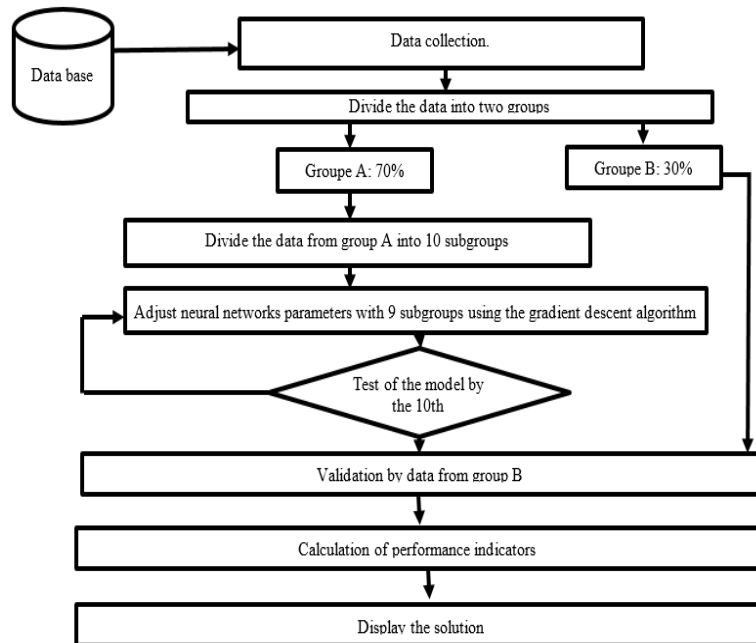 Data base
Data collection.
Divide the data into two groups
Groupe A: 70%
Groupe B: 30%
Divide the data from group A into 10 subgroups
Adjust neural networks parameters with 9 subgroups using the gradient descent algorithm
Test of the model by
the 10th
Validation by data from group B
Calculation of performance indicators
Display the solution